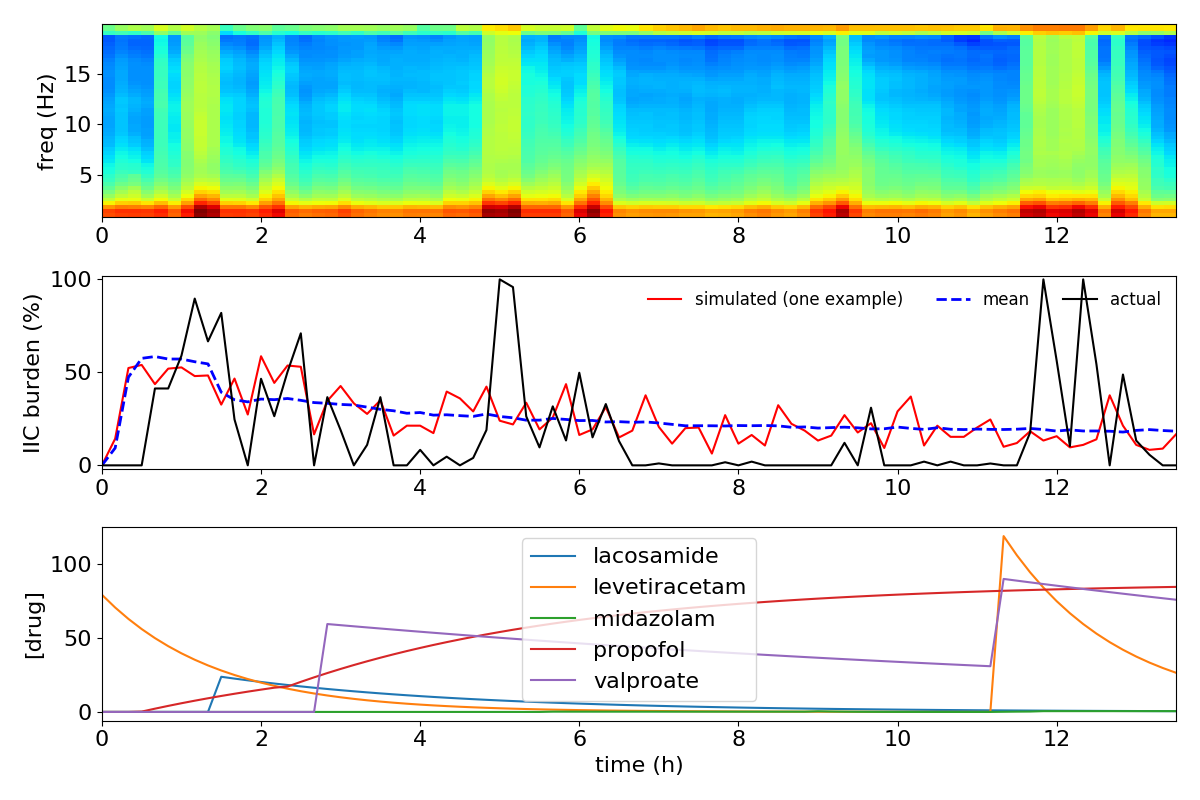 freq (Hz)
15
10
5
0 2 4 6 8 10 12
IIC burden (%)
100
50
0
simulated (one example) mean actual
0 2 4 6 8 10 12
[drug]
100
50
0
lacosamide
levetiracetam
midazolam
propofol
valproate
0 2 4 6 8 10 12
time (h)